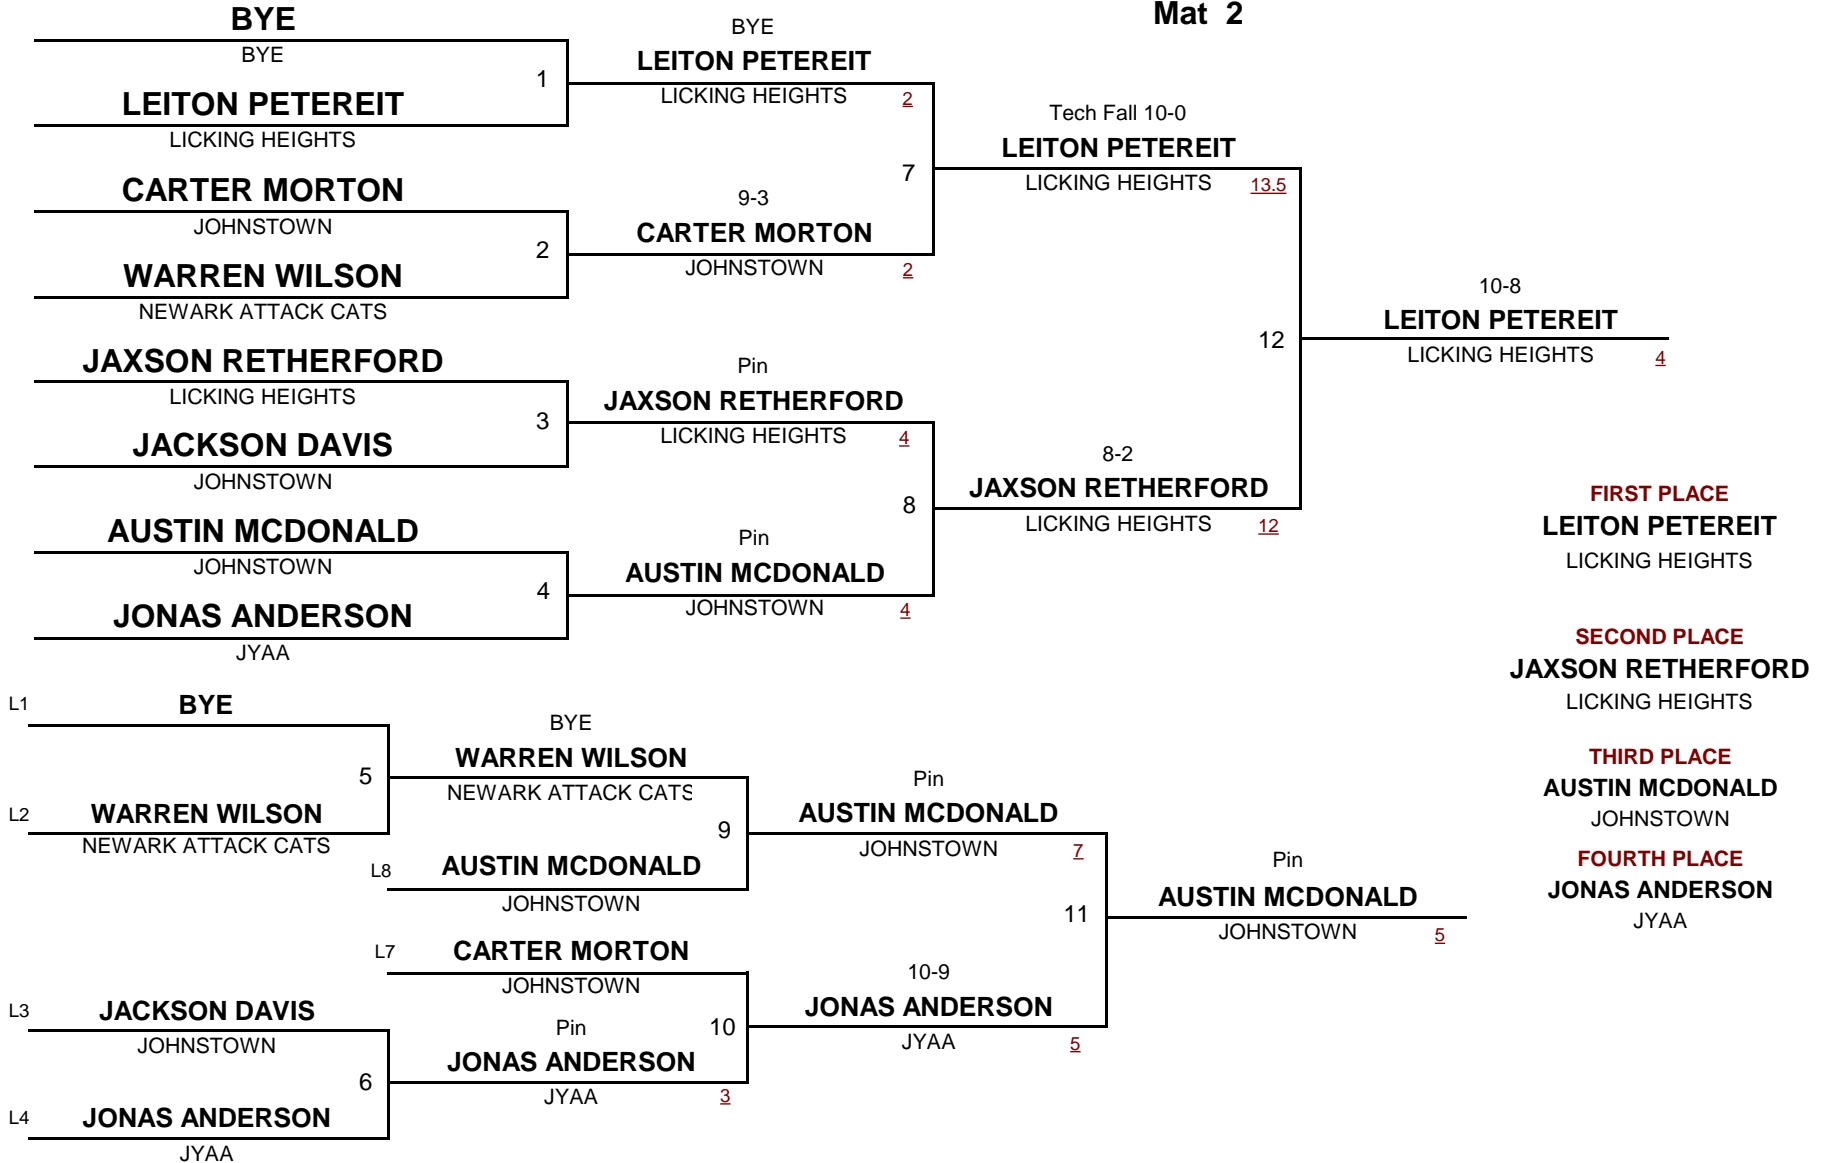 Mat 2
BYE
BYE
1
LEITON PETEREIT
LICKING HEIGHTS
CARTER MORTON
JOHNSTOWN
2
WARREN WILSON
NEWARK ATTACK CATS
JAXSON RETHERFORD
LICKING HEIGHTS
3
JACKSON DAVIS
JOHNSTOWN
AUSTIN MCDONALD
JOHNSTOWN
4
JONAS ANDERSON
JYAA
BYE
LEITON PETEREIT
LICKING HEIGHTS 2
7
9-3
CARTER MORTON
JOHNSTOWN 2
Pin
JAXSON RETHERFORD
LICKING HEIGHTS 4
8
Pin
AUSTIN MCDONALD
JOHNSTOWN 4
Tech Fall 10-0
LEITON PETEREIT
LICKING HEIGHTS 13.5
12
8-2
JAXSON RETHERFORD
LICKING HEIGHTS 12
10-8
LEITON PETEREIT
LICKING HEIGHTS 4
FIRST PLACE
LEITON PETEREIT
LICKING HEIGHTS
SECOND PLACE
JAXSON RETHERFORD
LICKING HEIGHTS
THIRD PLACE
AUSTIN MCDONALD
JOHNSTOWN
FOURTH PLACE
JONAS ANDERSON
JYAA
L1 BYE
5
L2 WARREN WILSON
NEWARK ATTACK CATS
L3 JACKSON DAVIS
JOHNSTOWN
6
L4 JONAS ANDERSON
JYAA
BYE
WARREN WILSON
NEWARK ATTACK CATS
9
L8 AUSTIN MCDONALD
JOHNSTOWN
L7 CARTER MORTON
JOHNSTOWN
10
Pin
JONAS ANDERSON
JYAA 3
Pin
AUSTIN MCDONALD
JOHNSTOWN 7
11
10-9
JONAS ANDERSON
JYAA 5
Pin
AUSTIN MCDONALD
JOHNSTOWN 5